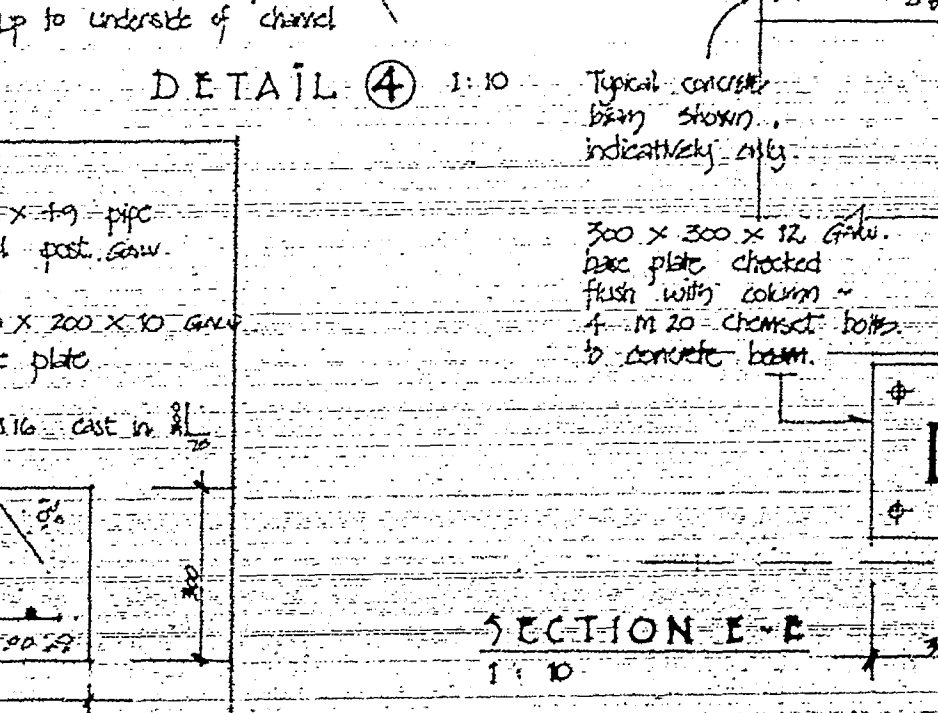 up to underside of channel
DETAIL 4 1:10
Typical concrete
beam shown.
indicatively only.
x 4.9 pipe
post. Galv.
x 200 x 10 Galv
plate
cast in
70
300
300 x 300 x 12 Galv.
base plate checked
flush with column ~
4 M20 chemset bolts.
to concrete beam.
SECTION E-E
1:10